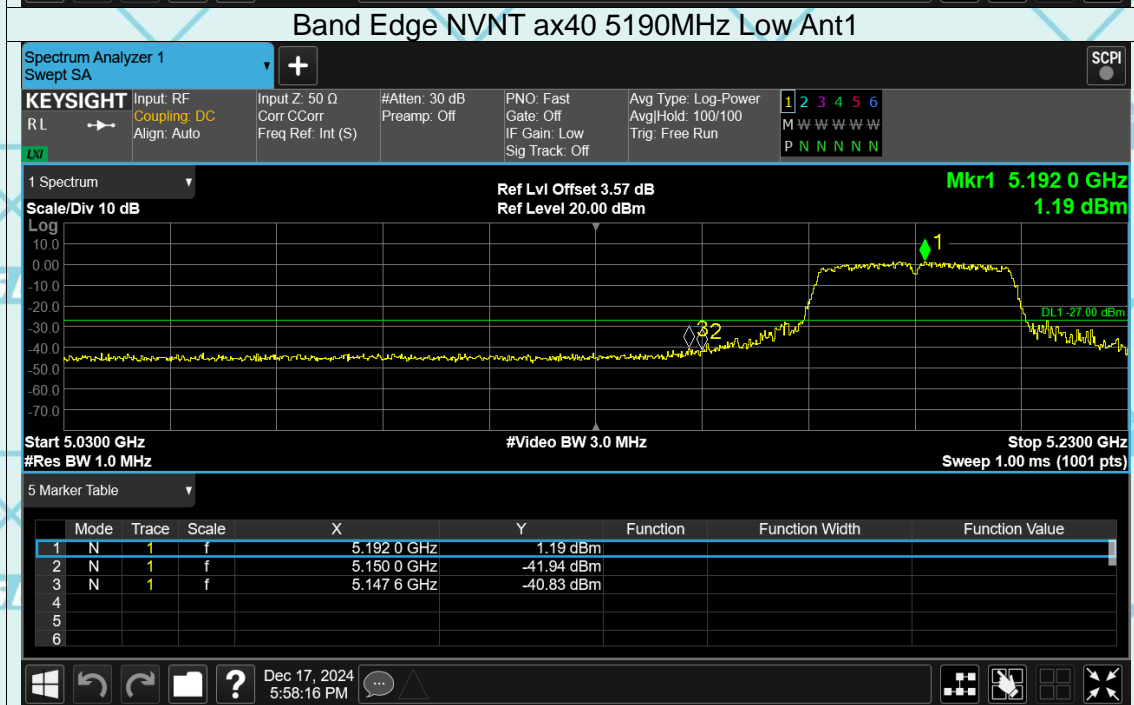 Band Edge NVNT ax40 5190MHz Low Ant1
Spectrum Analyzer 1
Swept SA
+
SCPI
KEYSIGHT
RL
LXI
Input: RF
Coupling: DC
Align: Auto
Input Z: 50 Ω
Corr CCorr
Freq Ref: Int (S)
#Atten: 30 dB
Preamp: Off
PNO: Fast
Gate: Off
IF Gain: Low
Sig Track: Off
Avg Type: Log-Power
Avg|Hold: 100/100
Trig: Free Run
1 2 3 4 5 6
M W W W W W
P N N N N N
1 Spectrum
Scale/Div 10 dB
Ref Lvl Offset 3.57 dB
Ref Level 20.00 dBm
Mkr1 5.192 0 GHz
1.19 dBm
Log
10.0
0.00
-10.0
-20.0
-30.0
-40.0
-50.0
-60.0
-70.0
1
3 2
DL1 -27.00 dBm
Start 5.0300 GHz
#Res BW 1.0 MHz
#Video BW 3.0 MHz
Stop 5.2300 GHz
Sweep 1.00 ms (1001 pts)
5 Marker Table
Mode Trace Scale X Y Function Function Width Function Value
1 N 1 f 5.192 0 GHz 1.19 dBm
2 N 1 f 5.150 0 GHz -41.94 dBm
3 N 1 f 5.147 6 GHz -40.83 dBm
4
5
6
?
Dec 17, 2024
5:58:16 PM